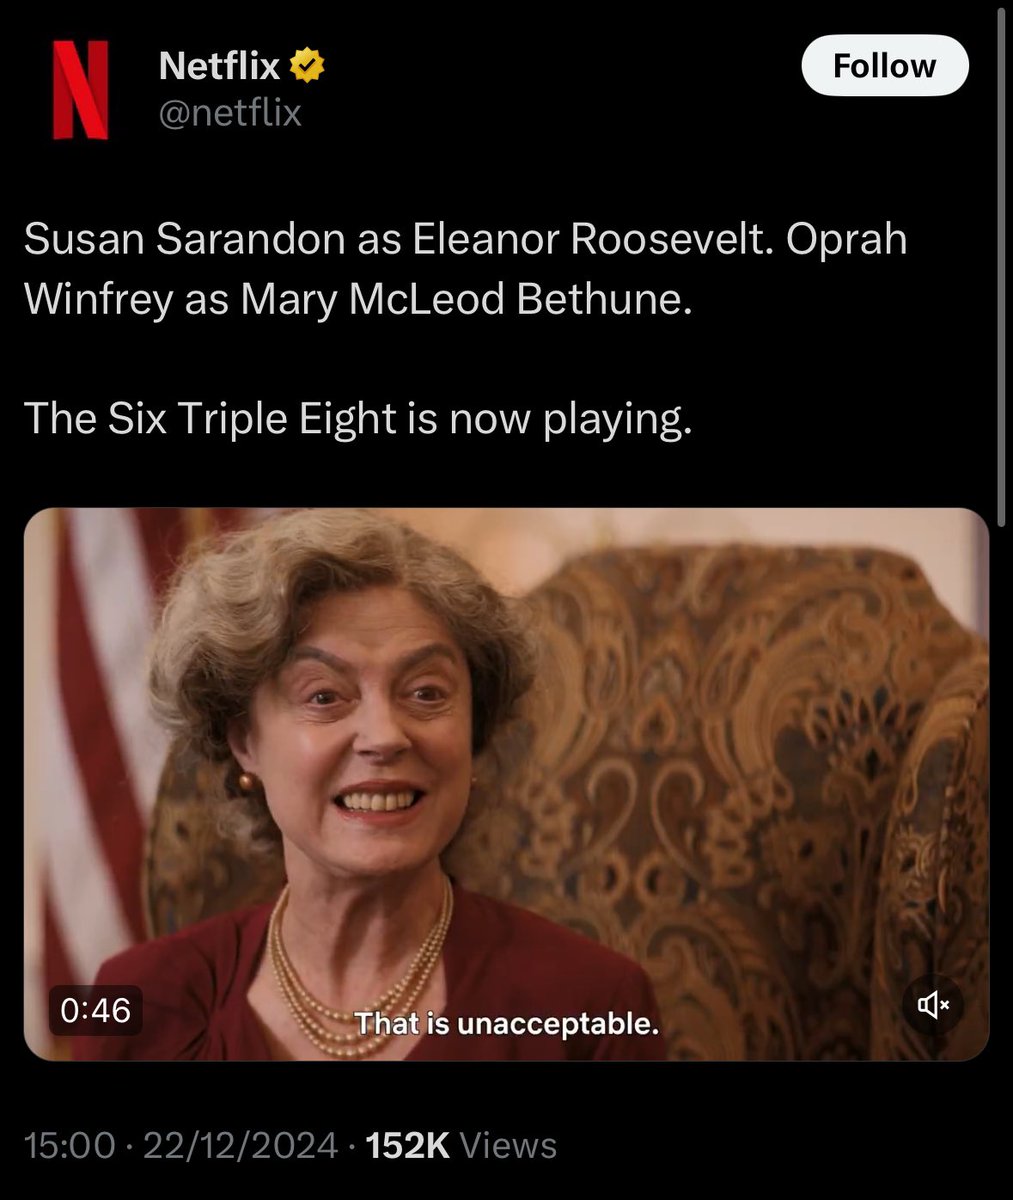 Netflix
@netflix
Follow
Susan Sarandon as Eleanor Roosevelt. Oprah
Winfrey as Mary McLeod Bethune.
The Six Triple Eight is now playing.
0:46
That is unacceptable.
15:00 · 22/12/2024 · 152K Views